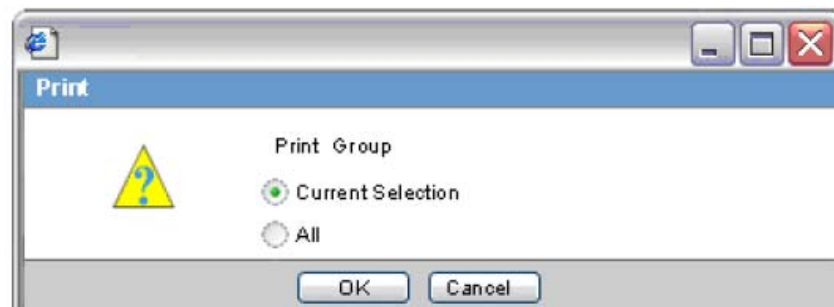 Print
?
Print Group
Current Selection
All
OK Cancel